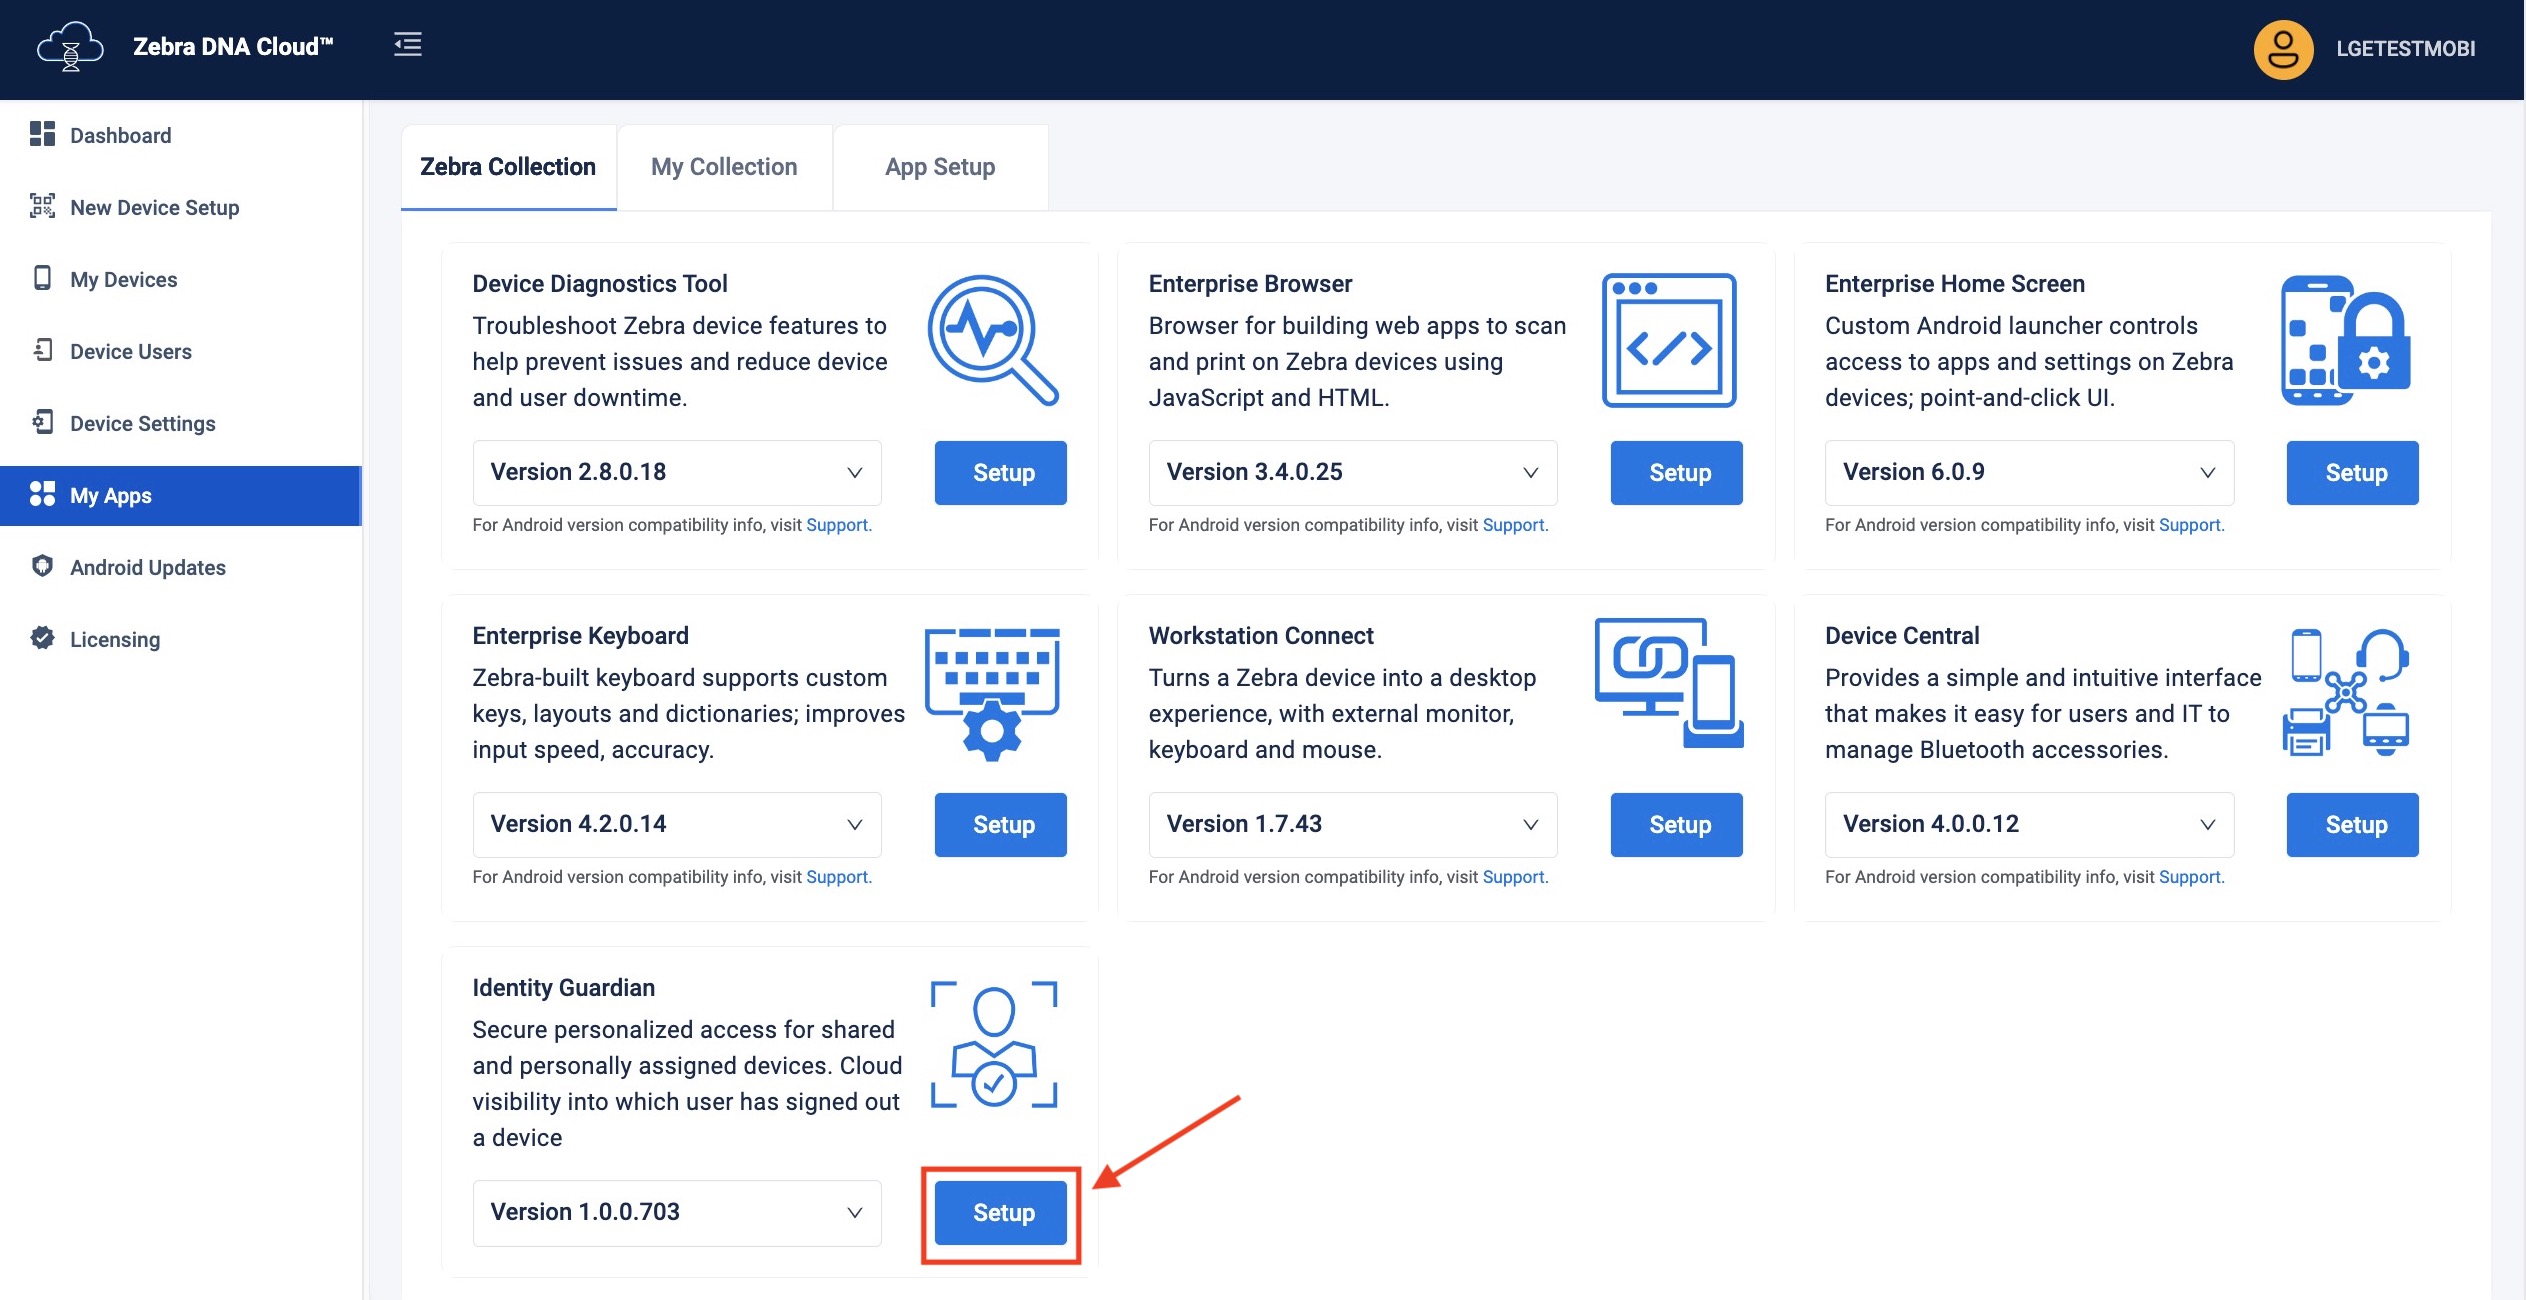 Zebra DNA Cloud™
LGETESTMOBI
Dashboard
New Device Setup
My Devices
Device Users
Device Settings
My Apps
Android Updates
Licensing
Zebra Collection
My Collection
App Setup
Device Diagnostics Tool
Troubleshoot Zebra device features to
help prevent issues and reduce device
and user downtime.
Version 2.8.0.18
Setup
For Android version compatibility info, visit Support.
Enterprise Browser
Browser for building web apps to scan
and print on Zebra devices using
JavaScript and HTML.
Version 3.4.0.25
Setup
For Android version compatibility info, visit Support.
Enterprise Home Screen
Custom Android launcher controls
access to apps and settings on Zebra
devices; point-and-click UI.
Version 6.0.9
Setup
For Android version compatibility info, visit Support.
Enterprise Keyboard
Zebra-built keyboard supports custom
keys, layouts and dictionaries; improves
input speed, accuracy.
Version 4.2.0.14
Setup
For Android version compatibility info, visit Support.
Workstation Connect
Turns a Zebra device into a desktop
experience, with external monitor,
keyboard and mouse.
Version 1.7.43
Setup
For Android version compatibility info, visit Support.
Device Central
Provides a simple and intuitive interface
that makes it easy for users and IT to
manage Bluetooth accessories.
Version 4.0.0.12
Setup
For Android version compatibility info, visit Support.
Identity Guardian
Secure personalized access for shared
and personally assigned devices. Cloud
visibility into which user has signed out
a device
Version 1.0.0.703
Setup